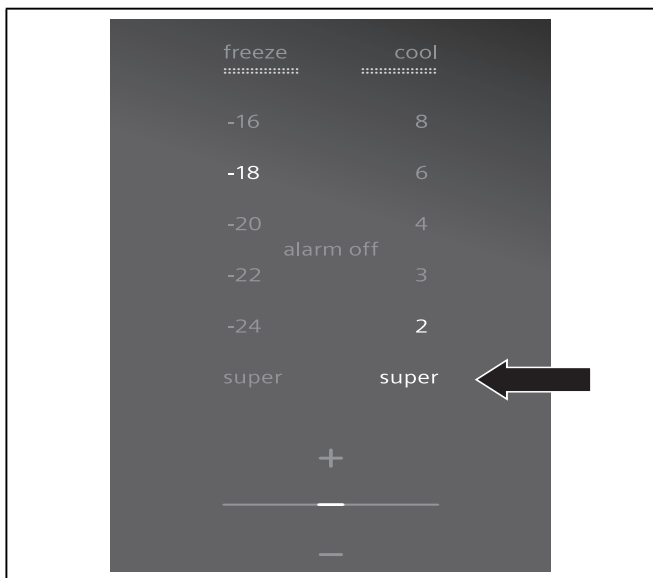 freeze cool
-16 8
-18 6
-20 4
alarm off
-22 3
-24 2
super super
+
–